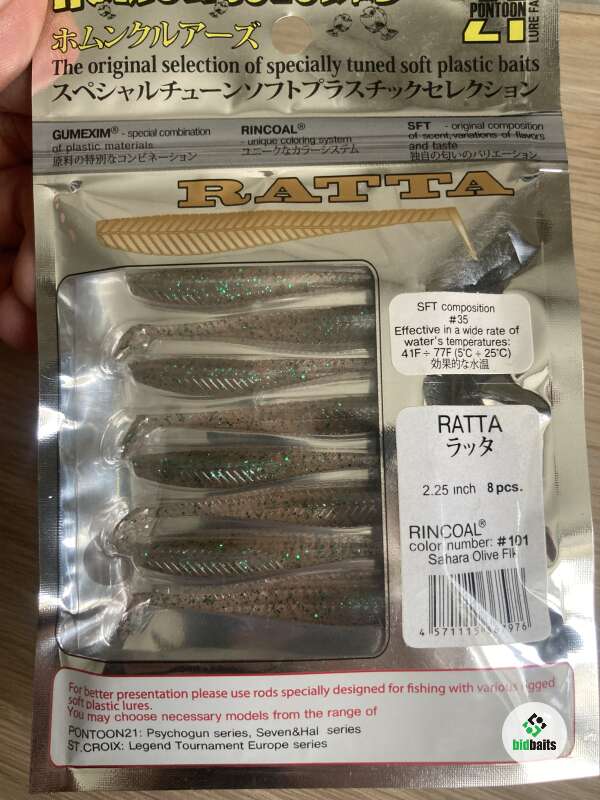 PONTOON
21
LURE FA
ホムンクルアーズ
The original selection of specially tuned soft plastic baits
スペシャルチューンソフトプラスチックセレクション
GUMEXIM® - special combination
of plastic materials
原料の特別なコンビネーション
RINCOAL®
- unique coloring system
ユニークなカラーシステム
SFT - original composition
of scent, variations of flavors
and taste
独自の匂いのバリエーション
RATTA
SFT composition
#35
Effective in a wide rate of
water's temperatures:
41F ÷ 77F (5℃ ÷ 25℃)
効果的な水温
RATTA
ラッタ
2.25 inch 8 pcs.
RINCOAL®
color number: #101
Sahara Olive Flk
4 571115
For better presentation please use rods specially designed for fishing with various rigged
soft plastic lures.
You may choose necessary models from the range of
PONTOON21: Psychogun series, Seven&Hal series
ST.CROIX: Legend Tournament Europe series
bidbaits